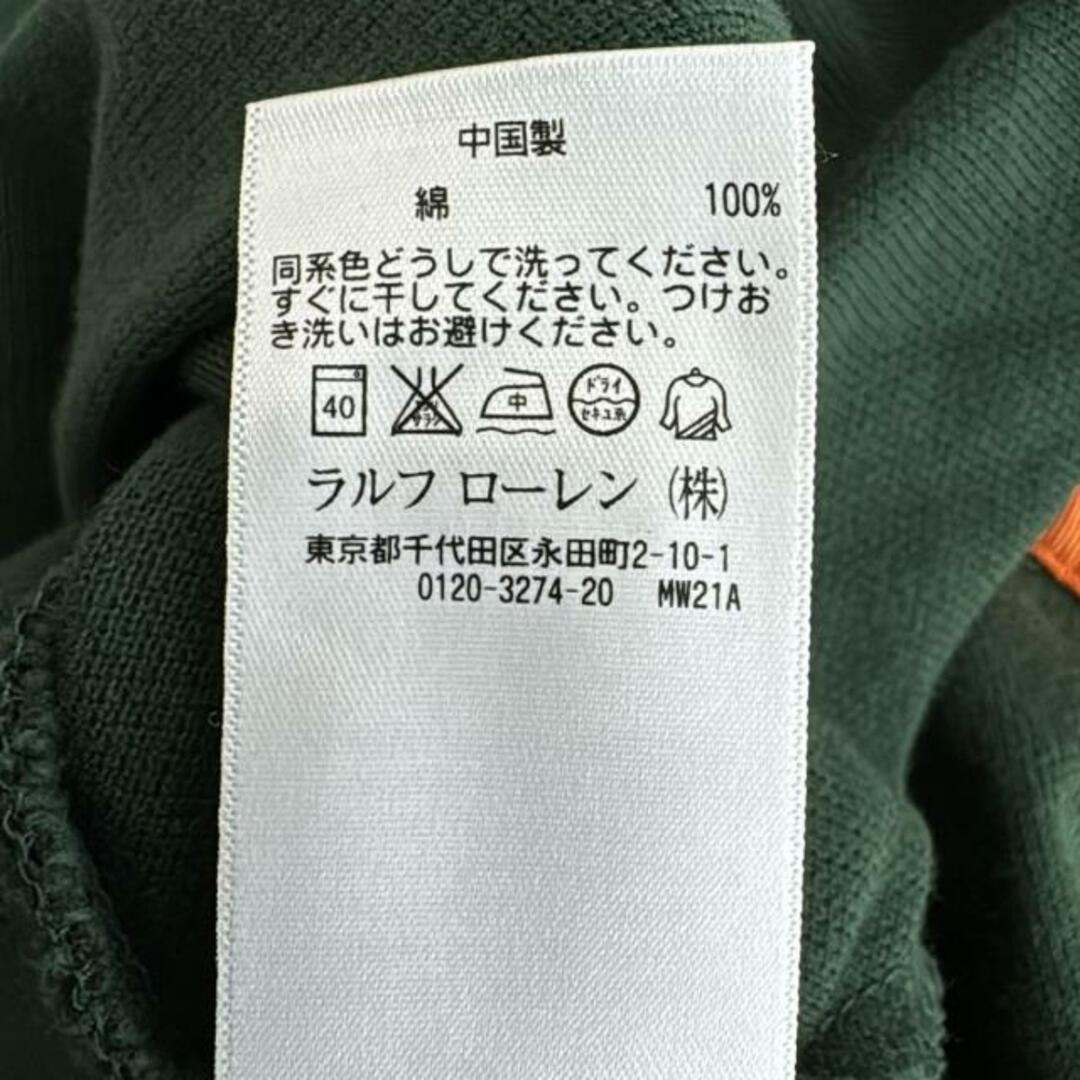 中国製
綿 100%
同系色どうしで洗ってください。
すぐに干してください。つけお
き洗いはお避けください。
40 中 ドライ セキユ系
ラルフ ローレン (株)
東京都千代田区永田町2-10-1
0120-3274-20 MW21A